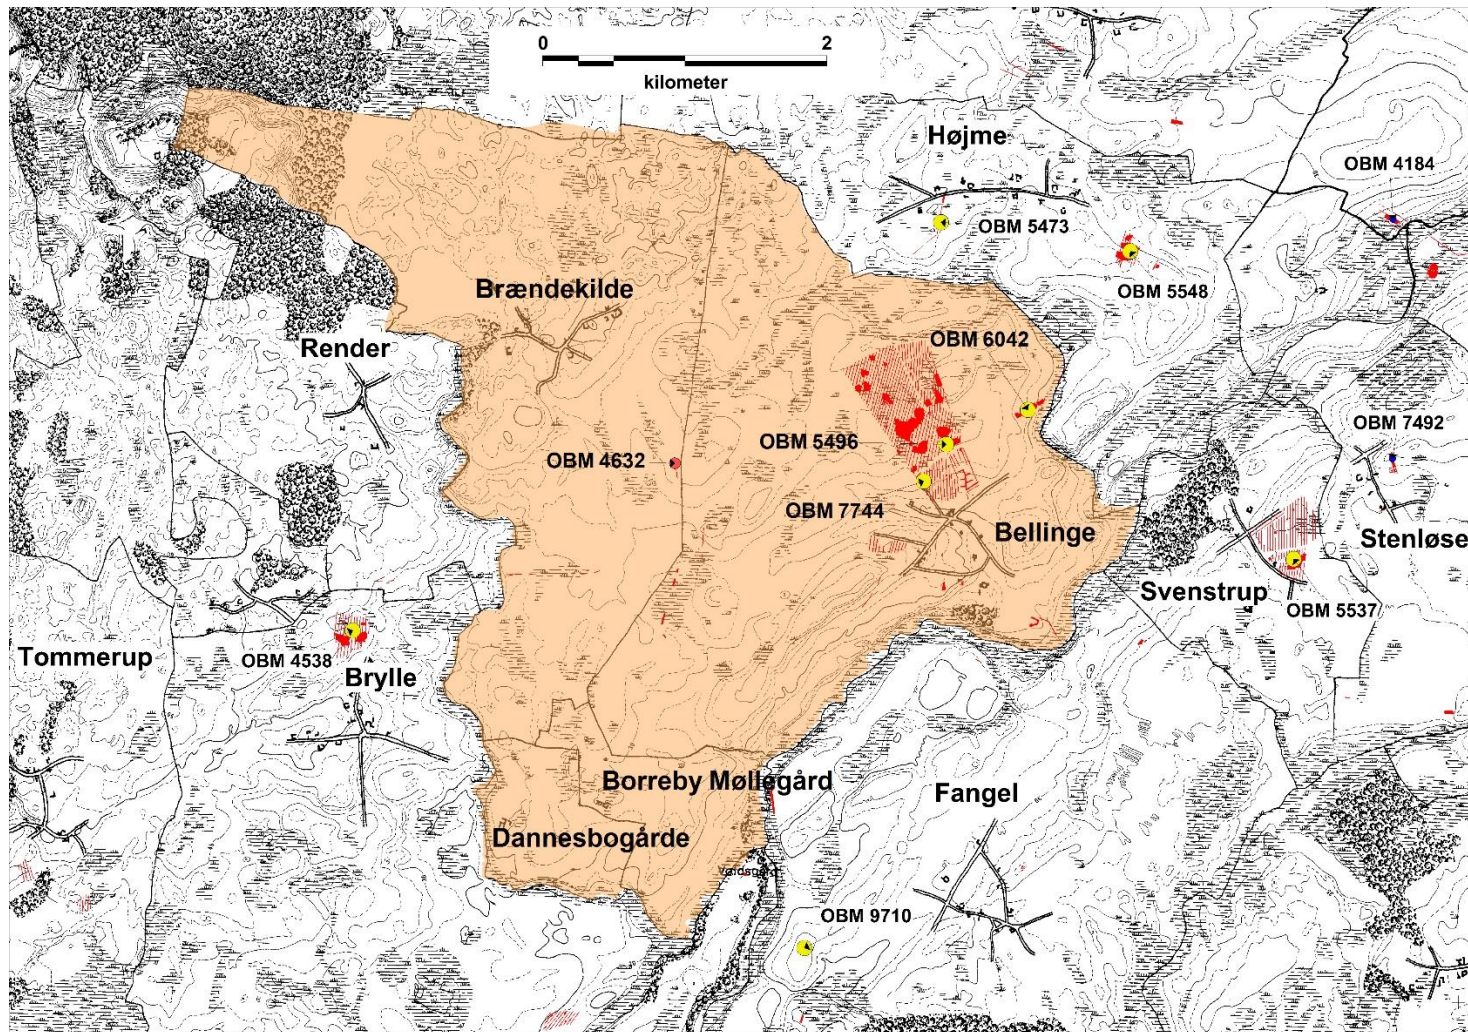 0 2
kilometer
Højme
OBM 4184
OBM 5473
OBM 5548
Brændekilde
Render
OBM 6042
OBM 7492
OBM 5496
OBM 4632
OBM 7744
Bellinge
Stenløse
Svenstrup
OBM 5537
Tommerup
OBM 4538
Brylle
Borreby Møllegård
Fangel
Dannesbogårde
OBM 9710